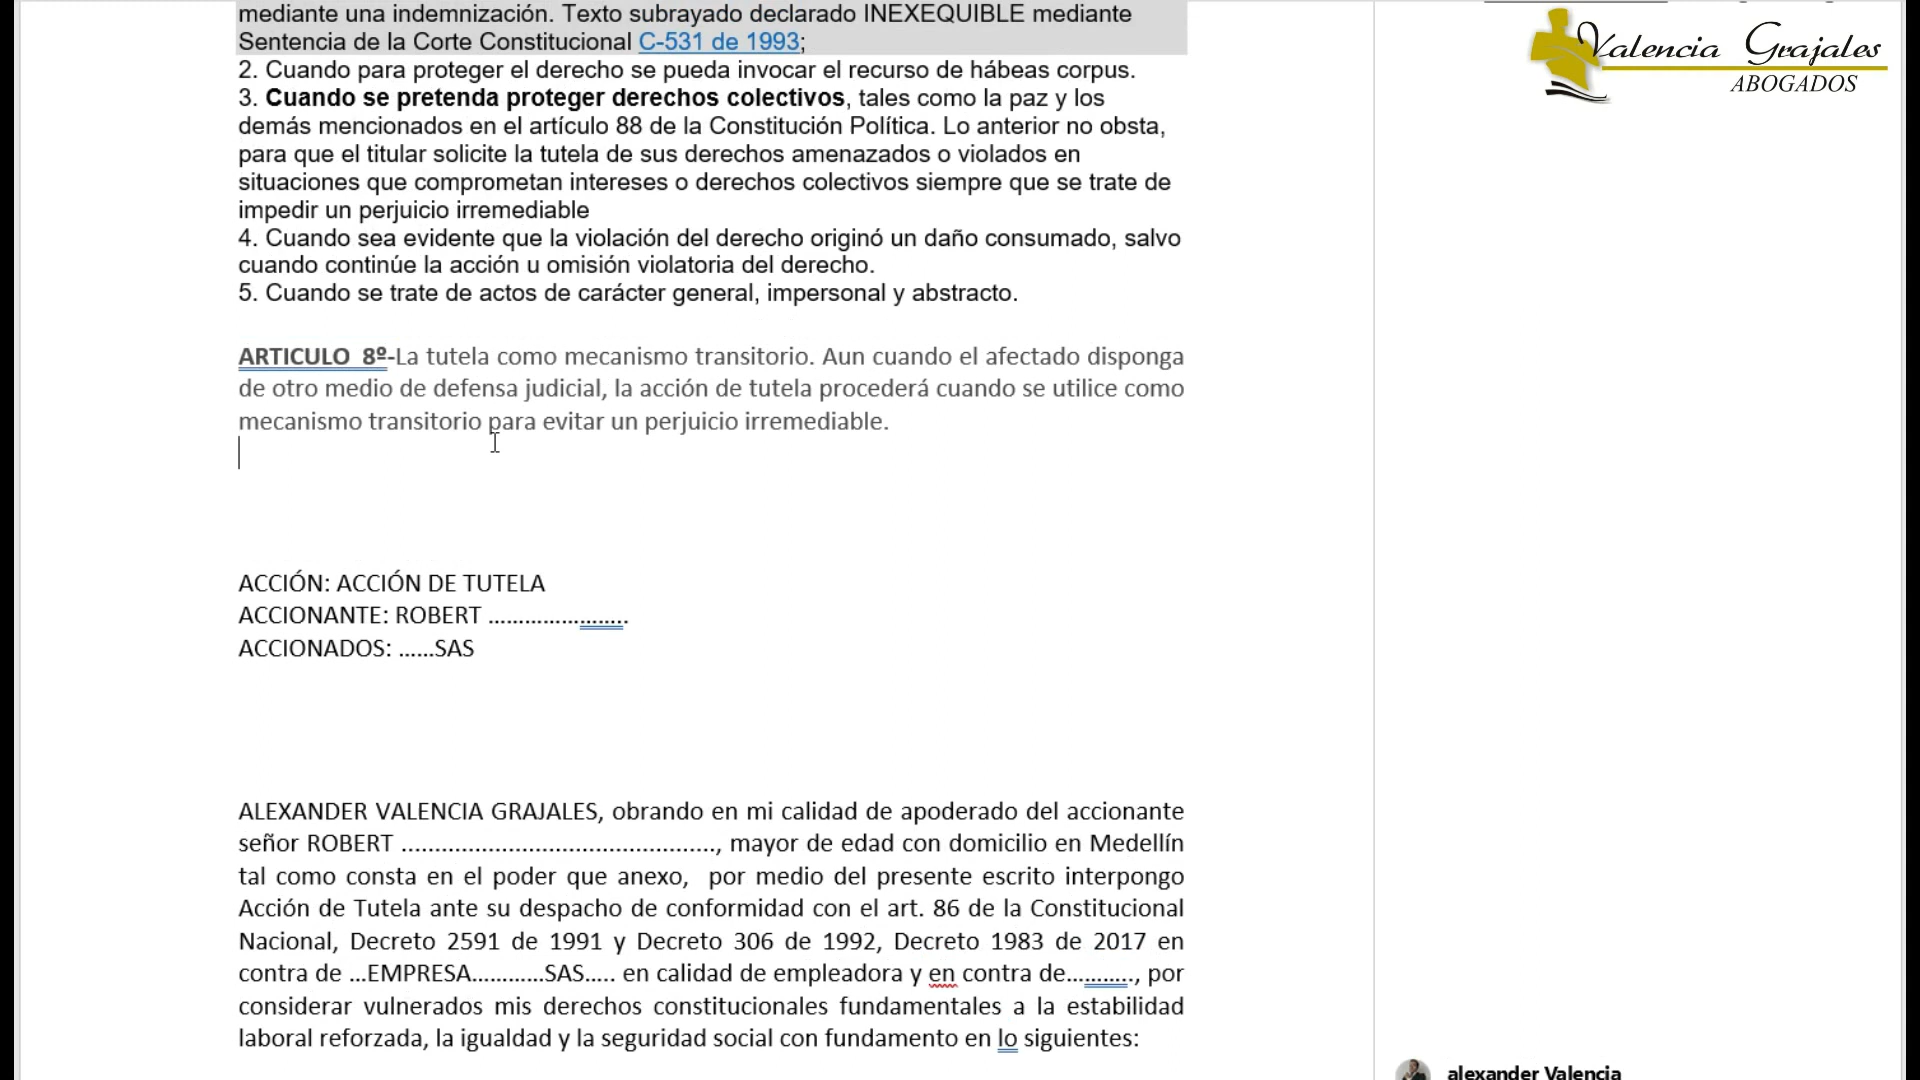 mediante una indemnización. Texto subrayado declarado INEXEQUIBLE mediante
Sentencia de la Corte Constitucional C-531 de 1993;
2. Cuando para proteger el derecho se pueda invocar el recurso de hábeas corpus.
3. Cuando se pretenda proteger derechos colectivos, tales como la paz y los
demás mencionados en el artículo 88 de la Constitución Política. Lo anterior no obsta,
para que el titular solicite la tutela de sus derechos amenazados o violados en
situaciones que comprometan intereses o derechos colectivos siempre que se trate de
impedir un perjuicio irremediable
4. Cuando sea evidente que la violación del derecho originó un daño consumado, salvo
cuando continúe la acción u omisión violatoria del derecho.
5. Cuando se trate de actos de carácter general, impersonal y abstracto.
ARTICULO 8º-La tutela como mecanismo transitorio. Aun cuando el afectado disponga
de otro medio de defensa judicial, la acción de tutela procederá cuando se utilice como
mecanismo transitorio para evitar un perjuicio irremediable.
ACCIÓN: ACCIÓN DE TUTELA
ACCIONANTE: ROBERT ........................
ACCIONADOS: ......SAS
ALEXANDER VALENCIA GRAJALES, obrando en mi calidad de apoderado del accionante
señor ROBERT ..............................................., mayor de edad con domicilio en Medellín
tal como consta en el poder que anexo, por medio del presente escrito interpongo
Acción de Tutela ante su despacho de conformidad con el art. 86 de la Constitucional
Nacional, Decreto 2591 de 1991 y Decreto 306 de 1992, Decreto 1983 de 2017 en
contra de ...EMPRESA............SAS..... en calidad de empleadora y en contra de.........., por
considerar vulnerados mis derechos constitucionales fundamentales a la estabilidad
laboral reforzada, la igualdad y la seguridad social con fundamento en lo siguientes:
Valencia Grajales
ABOGADOS
alexander Valencia